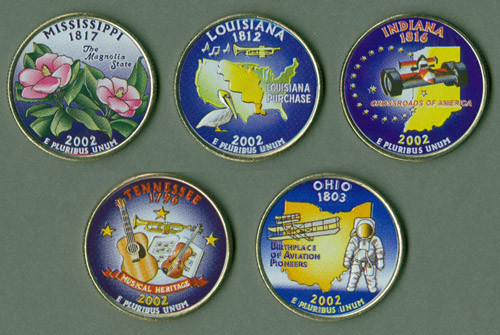 MISSISSIPPI
1817
The
Magnolia
State
2002
E PLURIBUS UNUM
LOUISIANA
1812
LOUISIANA
PURCHASE
2002
E PLURIBUS UNUM
INDIANA
1816
CROSSROADS OF AMERICA
2002
E PLURIBUS UNUM
TENNESSEE
1796
MUSICAL HERITAGE
2002
E PLURIBUS UNUM
OHIO
1803
BIRTHPLACE
OF AVIATION
PIONEERS
2002
E PLURIBUS UNUM